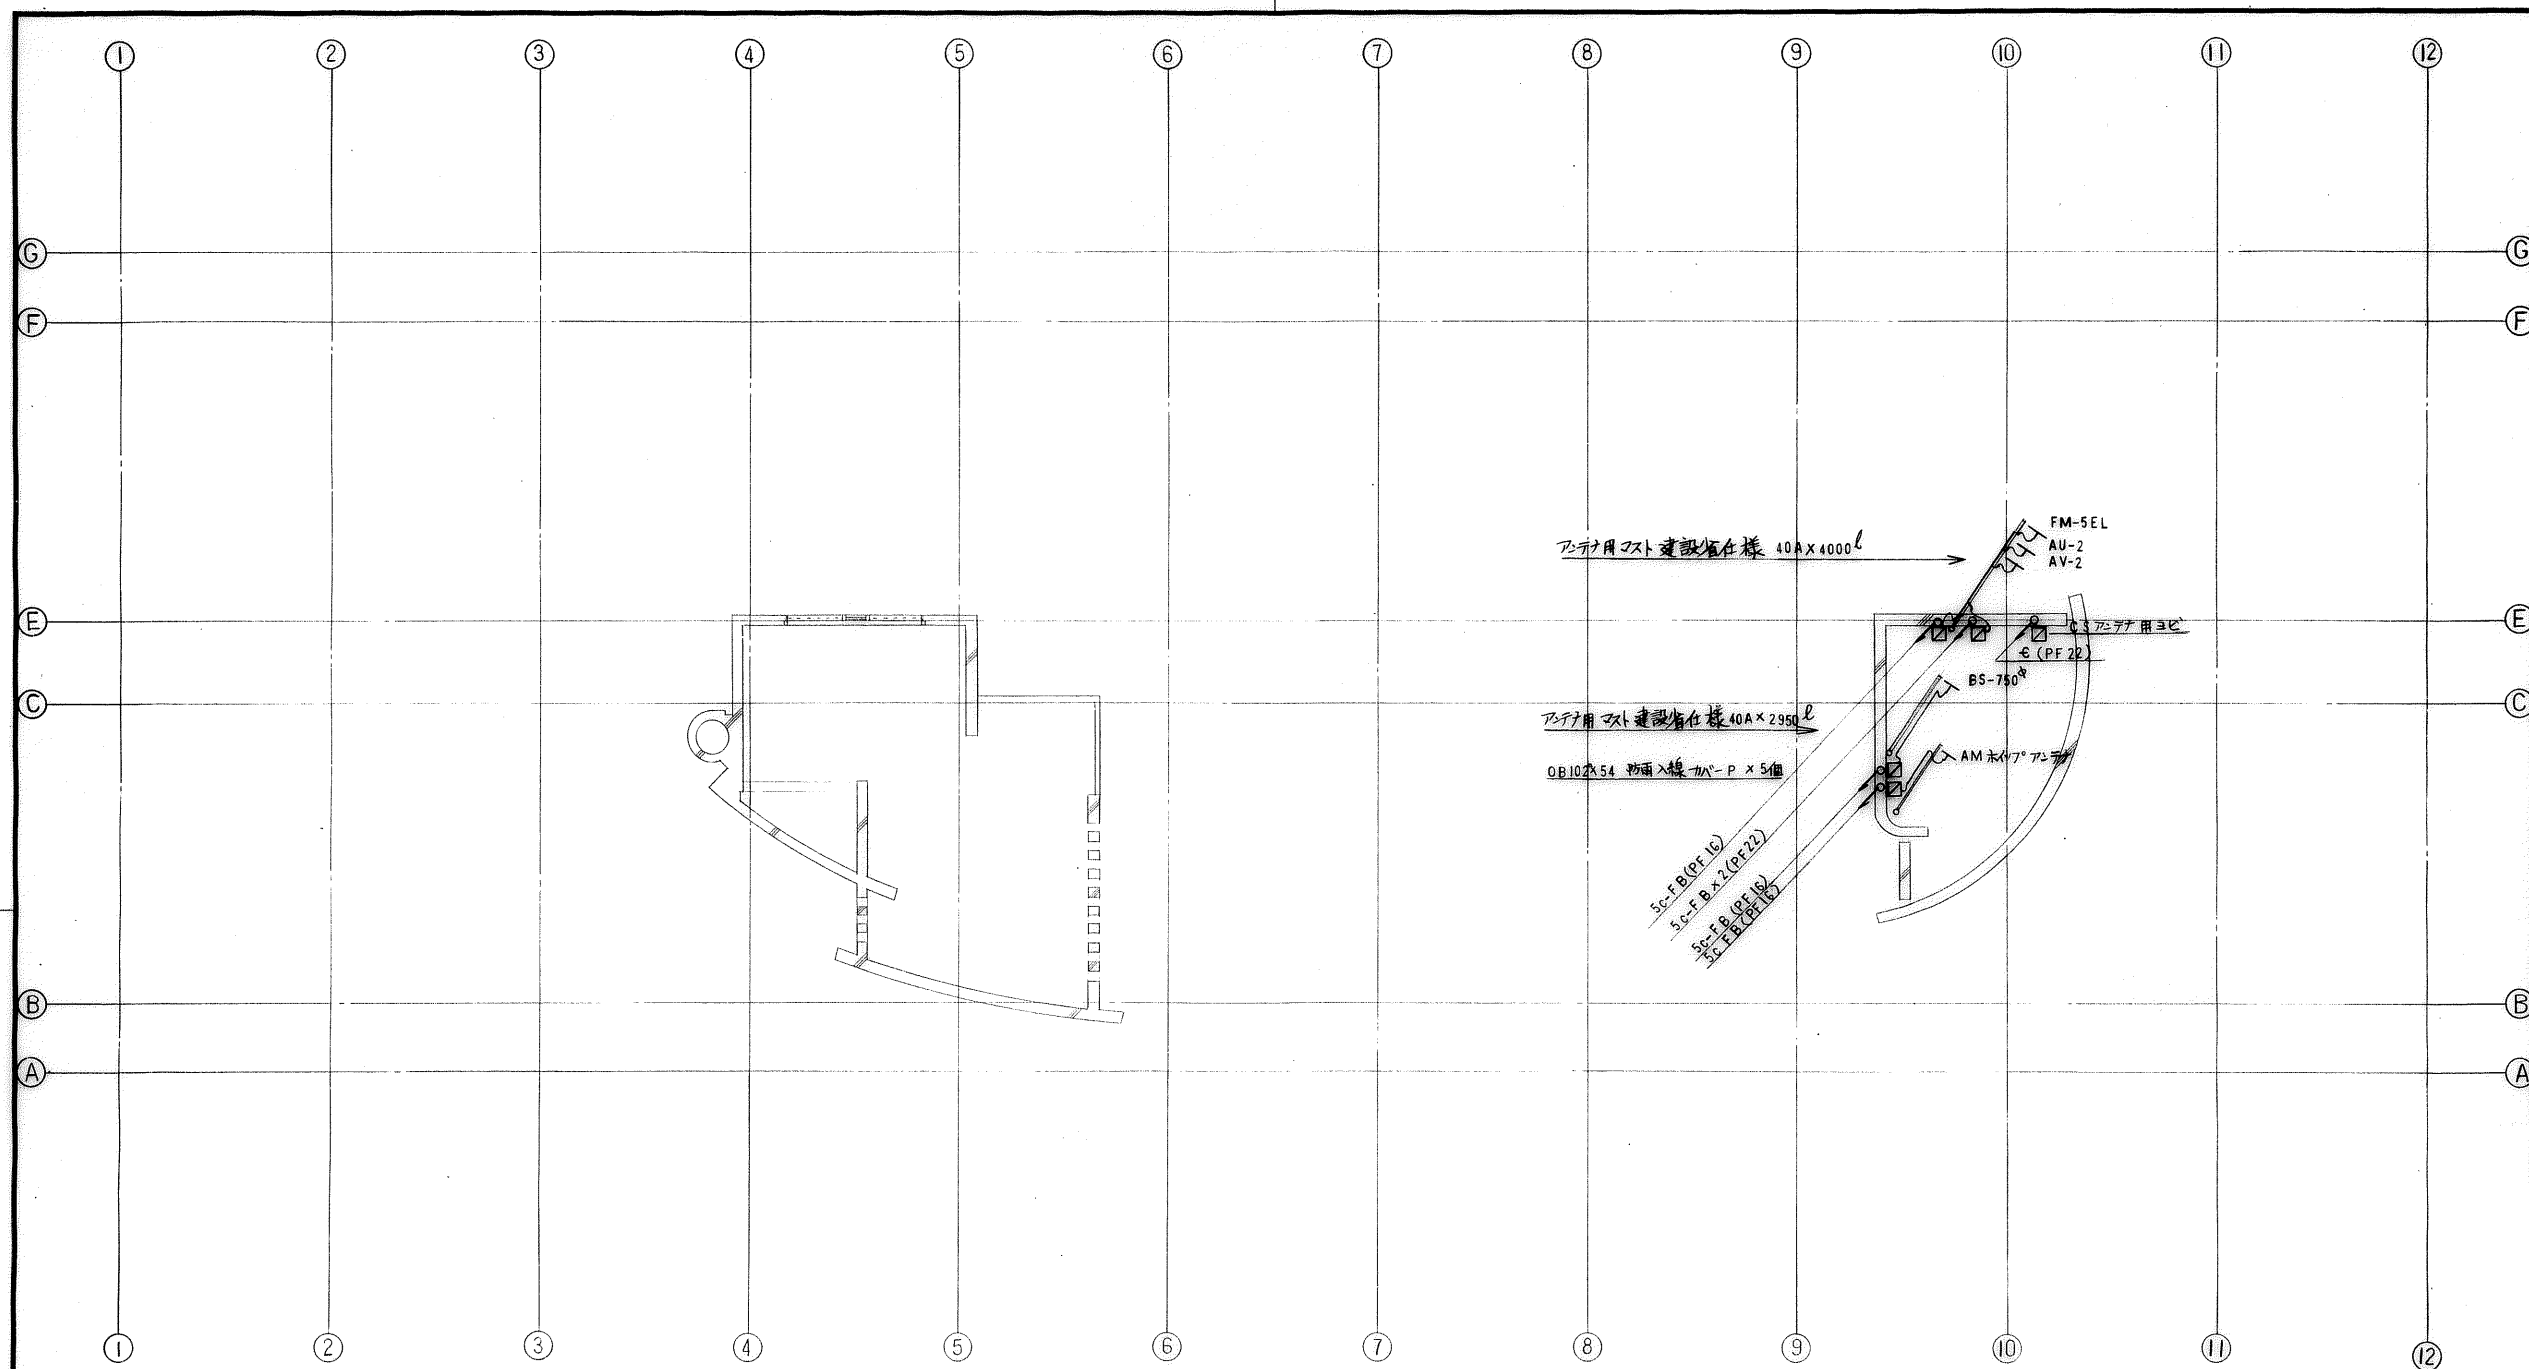 1 2 3 4 5 6 7 8 9 10 11 12
G G
F F
FM-5EL
アンテナ用マスト 建設省仕様 40A×4000ℓ
AU-2
AV-2
E E
CSアンテナ用ヨビ
(PF22)
BS-750φ
C C
アンテナ用マスト 建設省仕様 40A×2950ℓ
AMホイップアンテナ
OB102×54 防雨入線カバーP ×5個
5C-FB(PF16)
5C-FB×2(PF22)
5C-FB(PF16)
5C-FB(PF16)
B B
A A
1 2 3 4 5 6 7 8 9 10 11 12